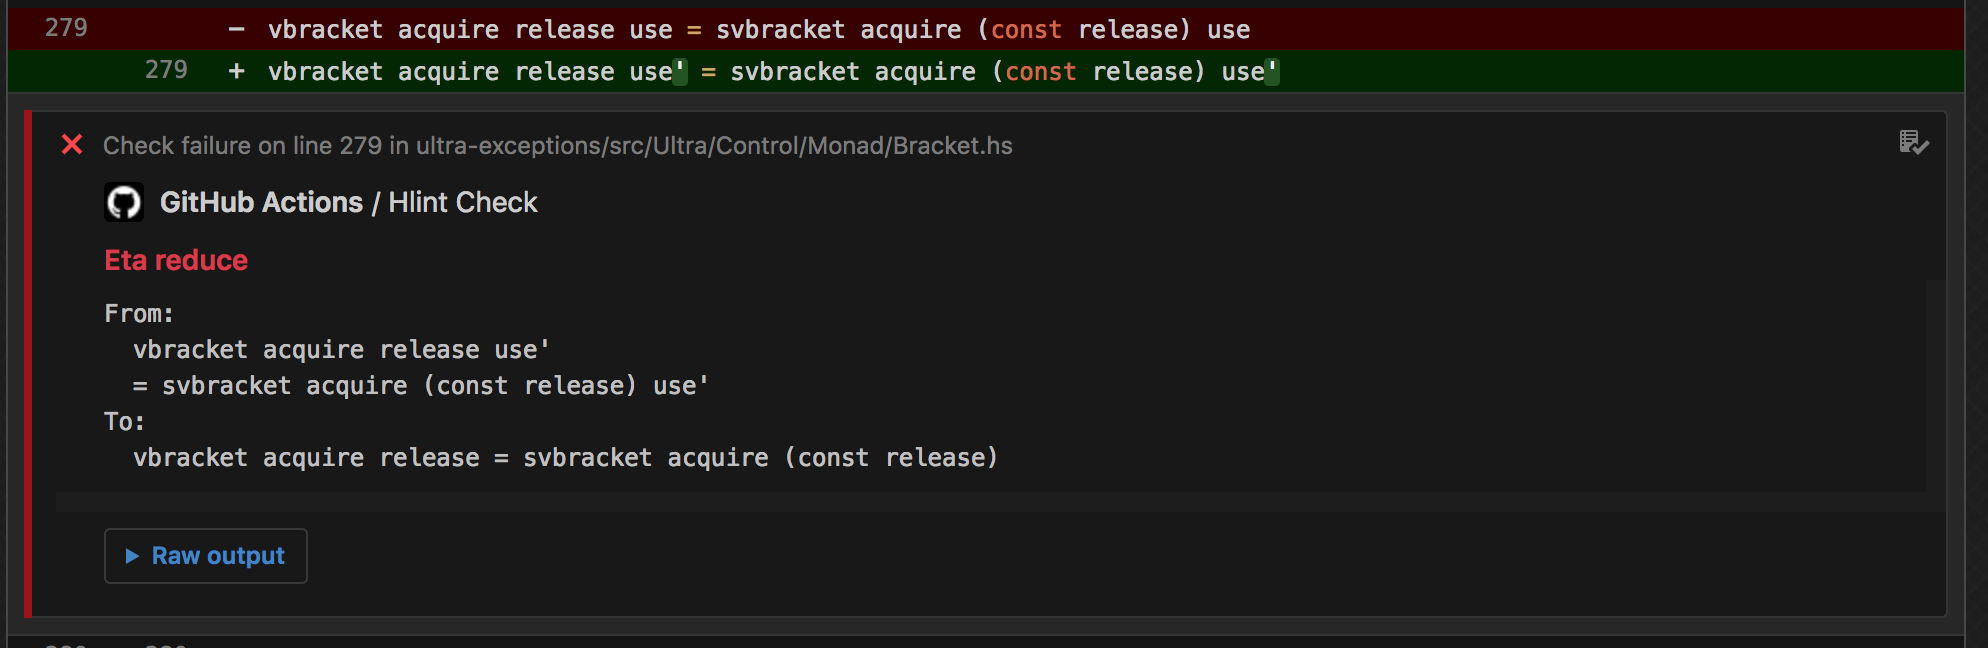 279 − vbracket acquire release use = svbracket acquire (const release) use
279 + vbracket acquire release use' = svbracket acquire (const release) use'
Check failure on line 279 in ultra-exceptions/src/Ultra/Control/Monad/Bracket.hs
GitHub Actions / Hlint Check
Eta reduce
From:
vbracket acquire release use'
= svbracket acquire (const release) use'
To:
vbracket acquire release = svbracket acquire (const release)
Raw output